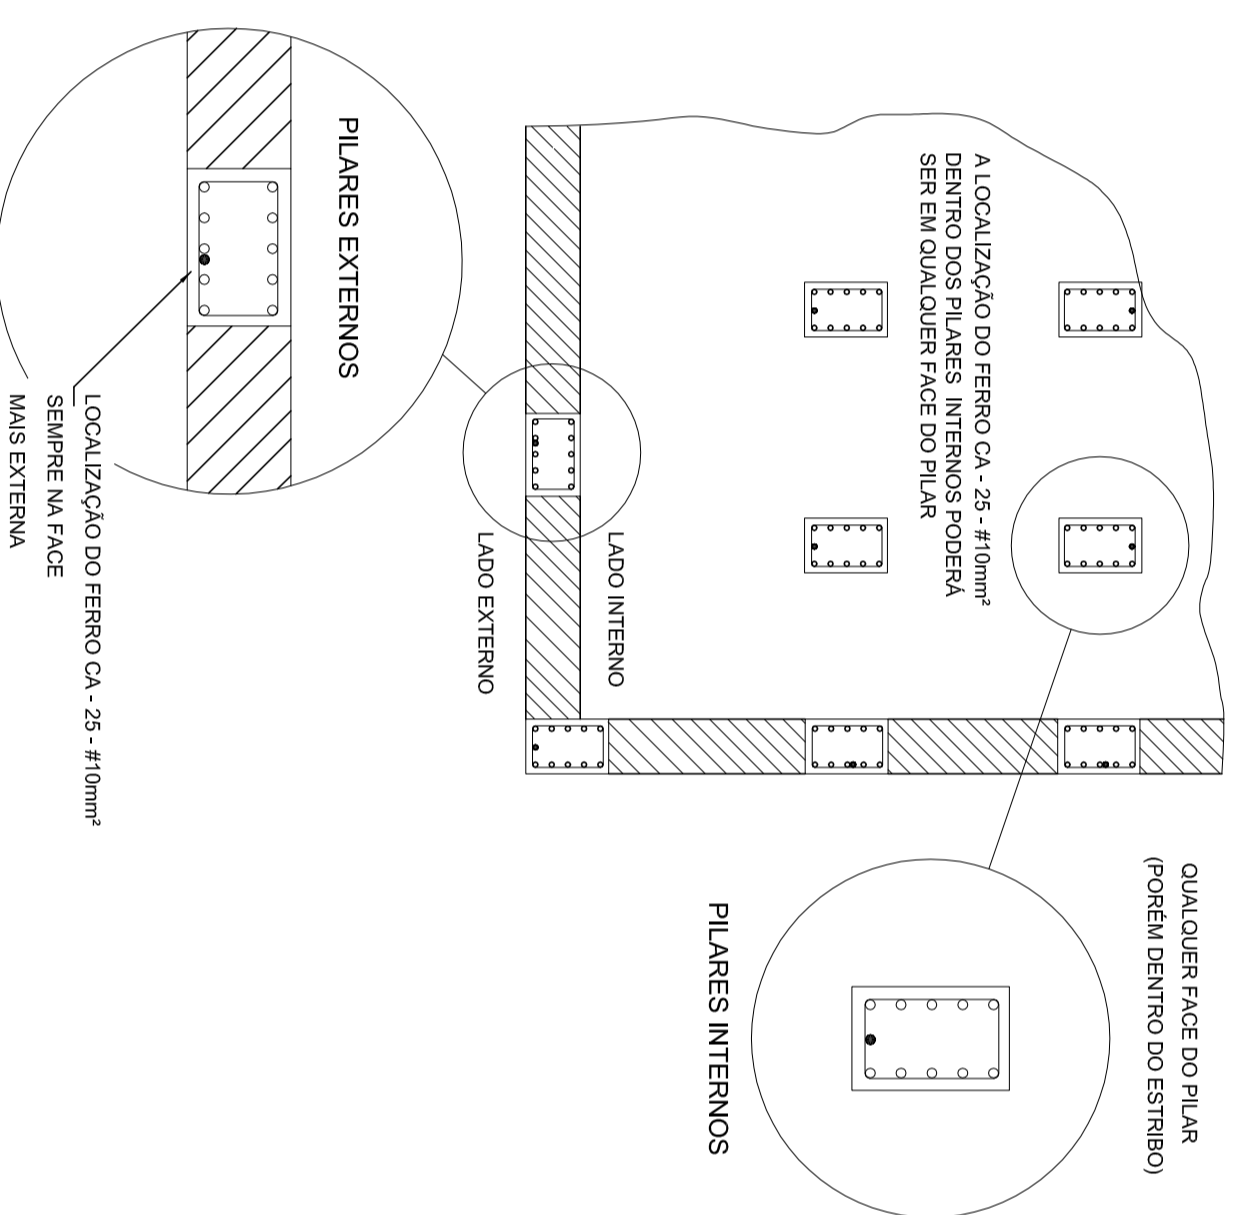 QUALQUER FACE DO PILAR
(PORÉM DENTRO DO ESTRIBO)
A LOCALIZAÇÃO DO FERRO CA - 25 - #10mm²
DENTRO DOS PILARES INTERNOS PODERÁ
SER EM QUALQUER FACE DO PILAR
PILARES INTERNOS
LADO INTERNO
LADO EXTERNO
PILARES EXTERNOS
LOCALIZAÇÃO DO FERRO CA - 25 - #10mm²
SEMPRE NA FACE
MAIS EXTERNA